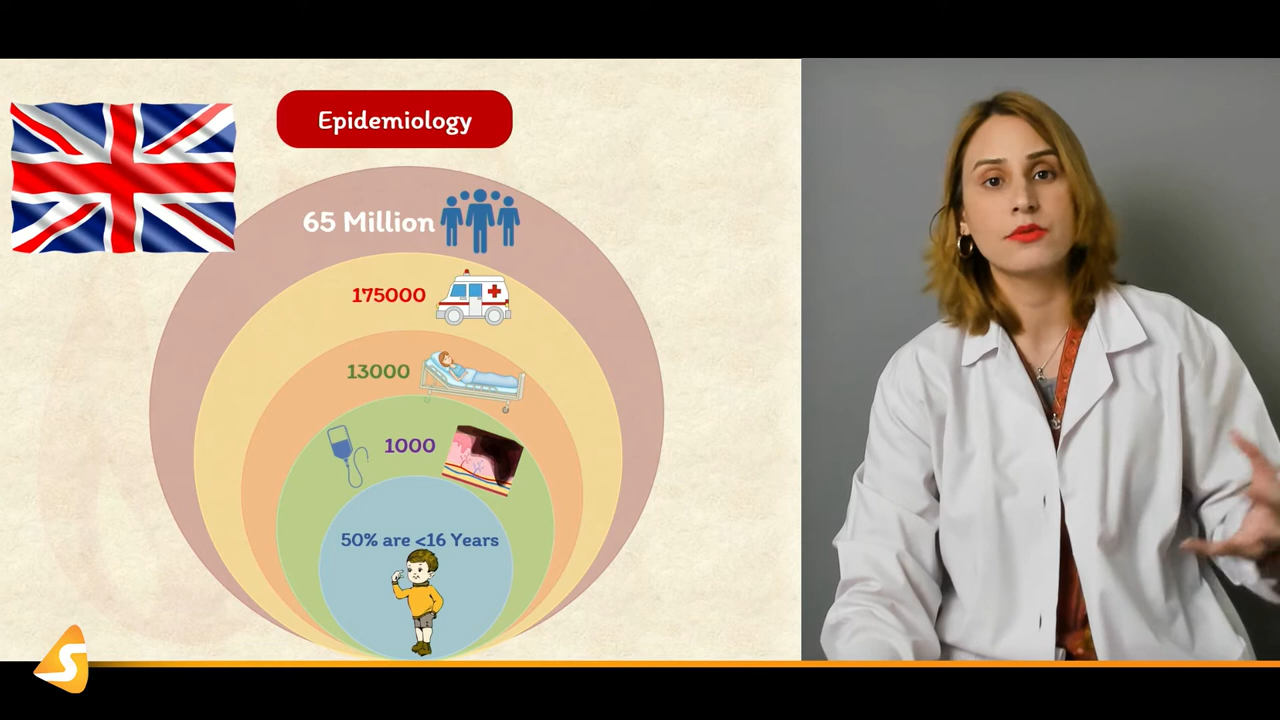 Epidemiology
65 Million
175000
13000
1000
50% are <16 Years
S